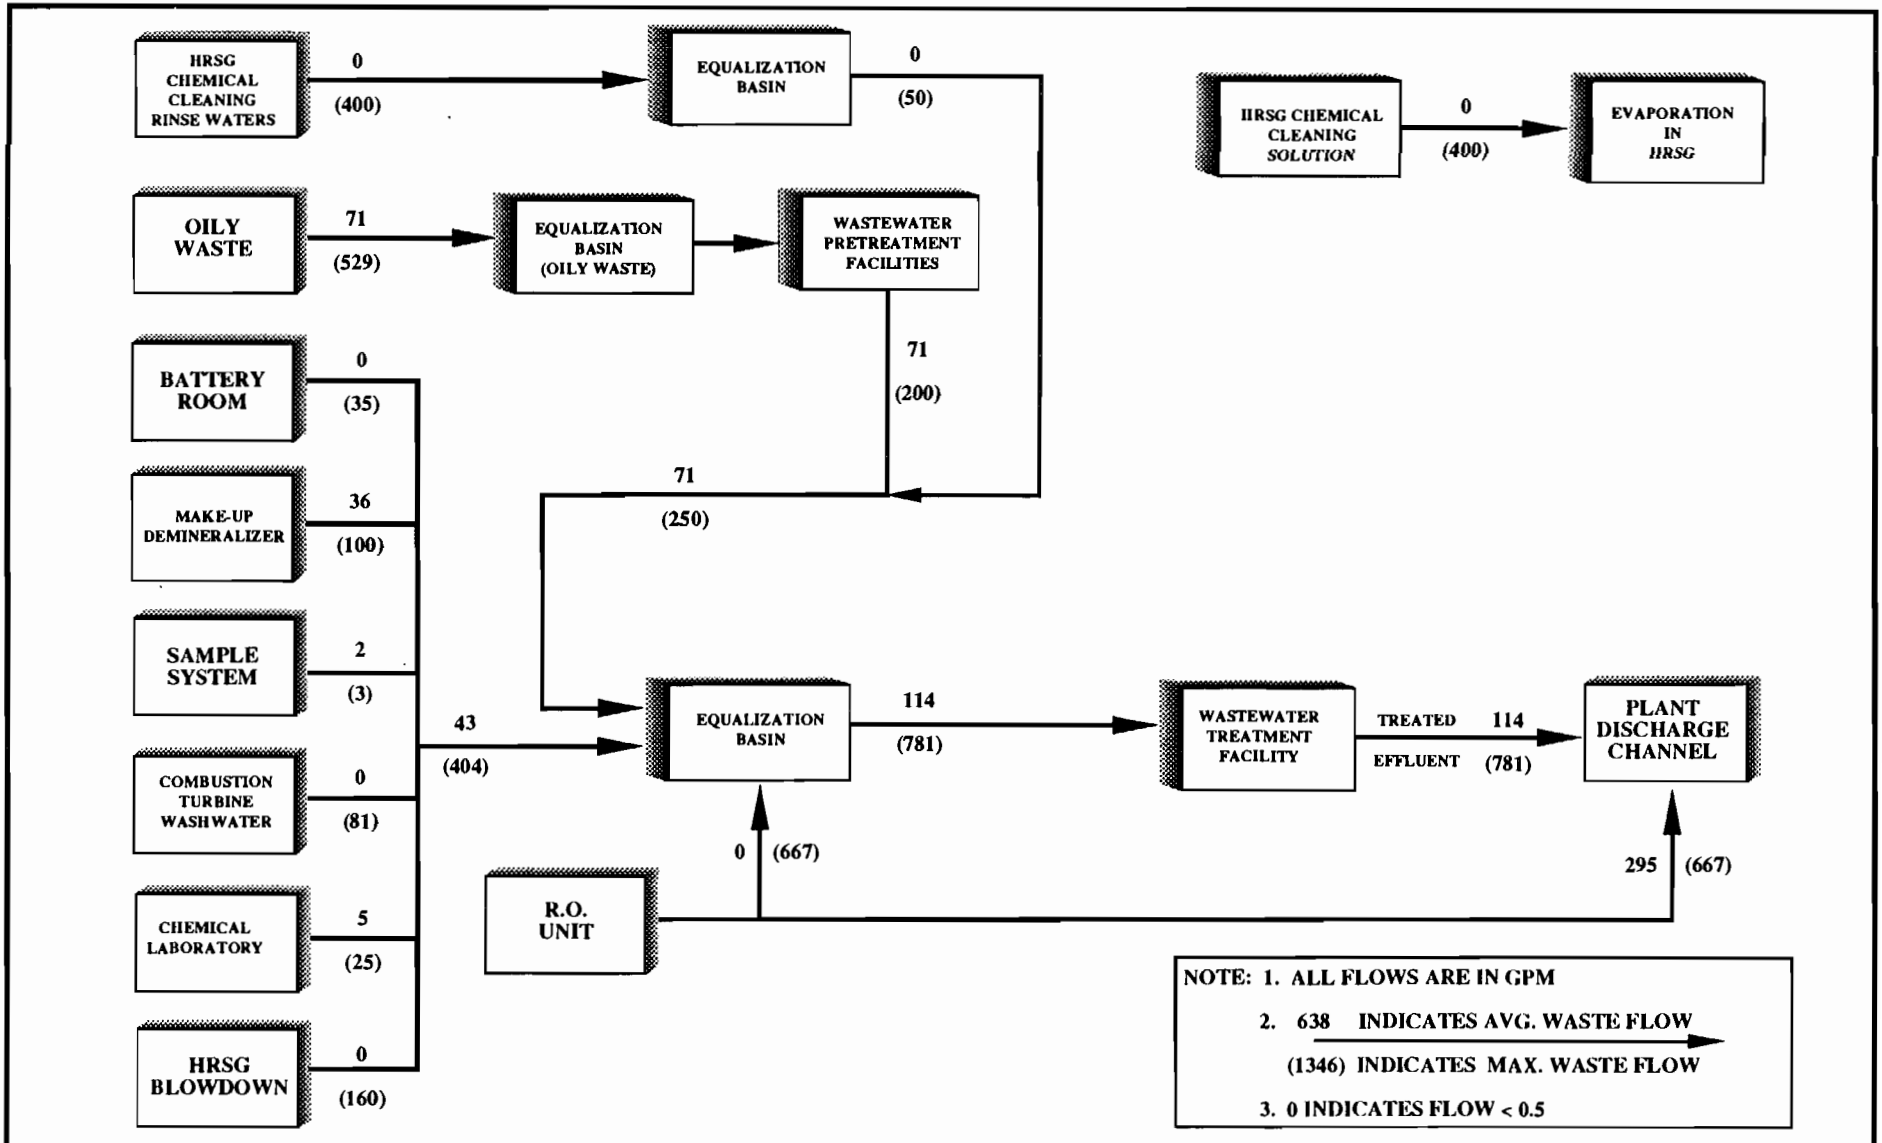 HRSG
CHEMICAL
CLEANING
RINSE WATERS
0
(400)
EQUALIZATION
BASIN
0
(50)
HRSG CHEMICAL
CLEANING
SOLUTION
0
(400)
EVAPORATION
IN
HRSG
OILY
WASTE
71
(529)
EQUALIZATION
BASIN
(OILY WASTE)
WASTEWATER
PRETREATMENT
FACILITIES
71
(200)
BATTERY
ROOM
0
(35)
71
(250)
MAKE-UP
DEMINERALIZER
36
(100)
SAMPLE
SYSTEM
2
(3)
43
(404)
EQUALIZATION
BASIN
114
(781)
WASTEWATER
TREATMENT
FACILITY
TREATED 114
EFFLUENT (781)
PLANT
DISCHARGE
CHANNEL
COMBUSTION
TURBINE
WASHWATER
0
(81)
0 (667)
295 (667)
CHEMICAL
LABORATORY
5
(25)
R.O.
UNIT
HRSG
BLOWDOWN
0
(160)
NOTE: 1. ALL FLOWS ARE IN GPM
2. 638 INDICATES AVG. WASTE FLOW
(1346) INDICATES MAX. WASTE FLOW
3. 0 INDICATES FLOW < 0.5